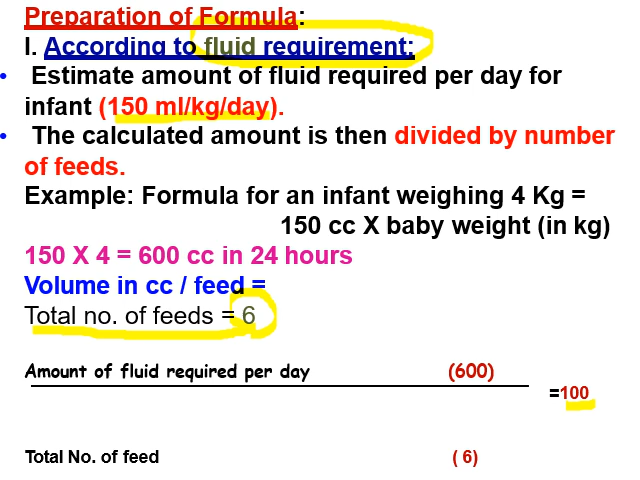 Preparation of Formula:
I. According to fluid requirement;
• Estimate amount of fluid required per day for
infant (150 ml/kg/day).
• The calculated amount is then divided by number
of feeds.
Example: Formula for an infant weighing 4 Kg =
150 cc X baby weight (in kg)
150 X 4 = 600 cc in 24 hours
Volume in cc / feed =
Total no. of feeds = 6
Amount of fluid required per day (600)
=100
Total No. of feed ( 6)